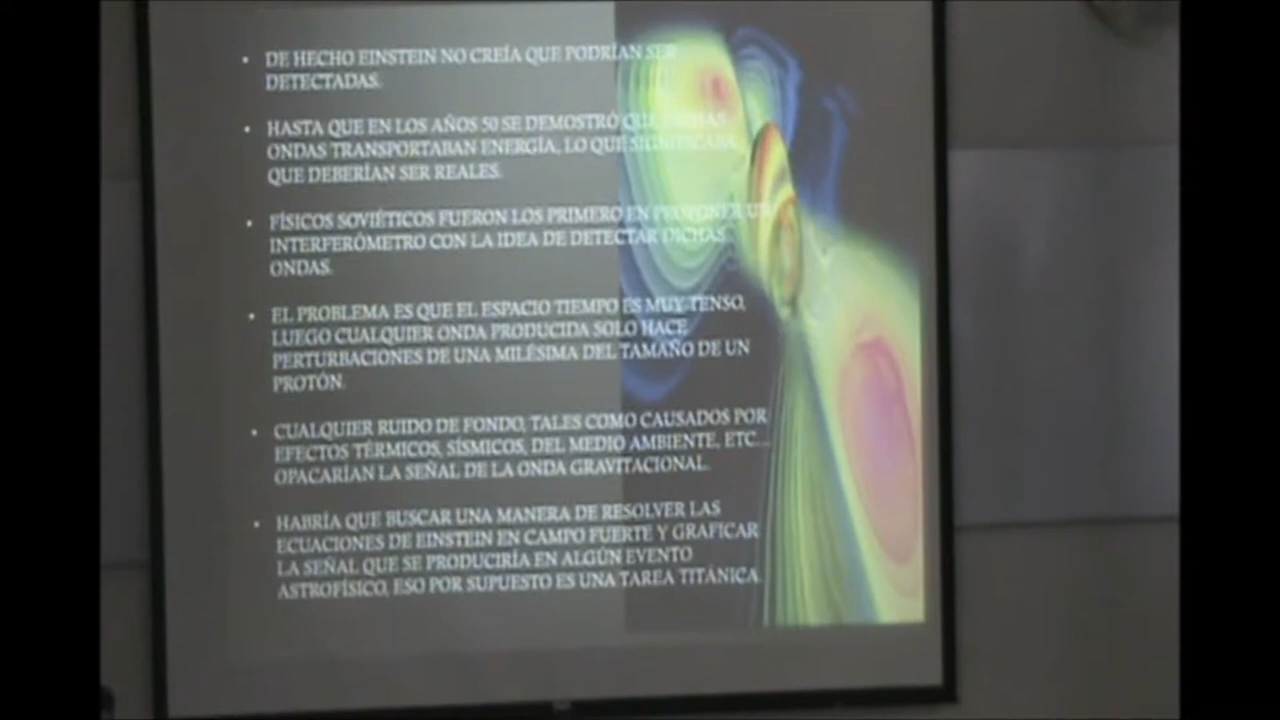 • DE HECHO EINSTEIN NO CREÍA QUE PODRÍAN SER
DETECTADAS.
• HASTA QUE EN LOS AÑOS 50 SE DEMOSTRÓ QUE DICHAS
ONDAS TRANSPORTABAN ENERGÍA, LO QUE SIGNIFICABA
QUE DEBERÍAN SER REALES.
• FÍSICOS SOVIÉTICOS FUERON LOS PRIMERO EN PROPONER UN
INTERFERÓMETRO CON LA IDEA DE DETECTAR DICHAS
ONDAS.
• EL PROBLEMA ES QUE EL ESPACIO TIEMPO ES MUY TENSO,
LUEGO CUALQUIER ONDA PRODUCIDA SOLO HACE
PERTURBACIONES DE UNA MILÉSIMA DEL TAMAÑO DE UN
PROTÓN.
• CUALQUIER RUIDO DE FONDO, TALES COMO CAUSADOS POR
EFECTOS TÉRMICOS, SÍSMICOS, DEL MEDIO AMBIENTE, ETC...
OPACARÍAN LA SEÑAL DE LA ONDA GRAVITACIONAL.
• HABRÍA QUE BUSCAR UNA MANERA DE RESOLVER LAS
ECUACIONES DE EINSTEIN EN CAMPO FUERTE Y GRAFICAR
LA SEÑAL QUE SE PRODUCIRÍA EN ALGÚN EVENTO
ASTROFÍSICO, ESO POR SUPUESTO ES UNA TAREA TITÁNICA.